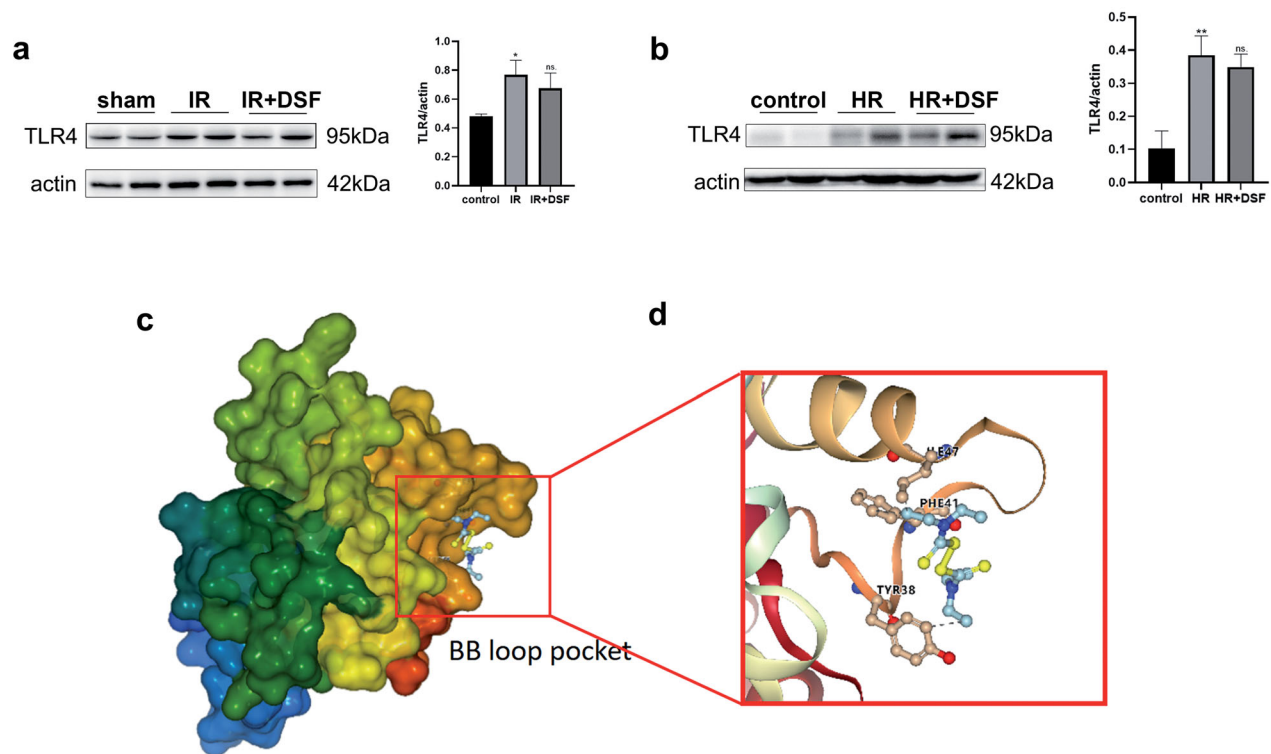 a
sham IR IR+DSF
TLR4 95kDa
actin 42kDa
TLR4/actin
1.0
0.8
0.6
0.4
0.2
0.0
*
ns.
control IR IR+DSF
b
control HR HR+DSF
TLR4 95kDa
actin 42kDa
TLR4/actin
0.5
0.4
0.3
0.2
0.1
0.0
**
ns.
control HR HR+DSF
c
BB loop pocket
d
ILE47
PHE41
TYR38